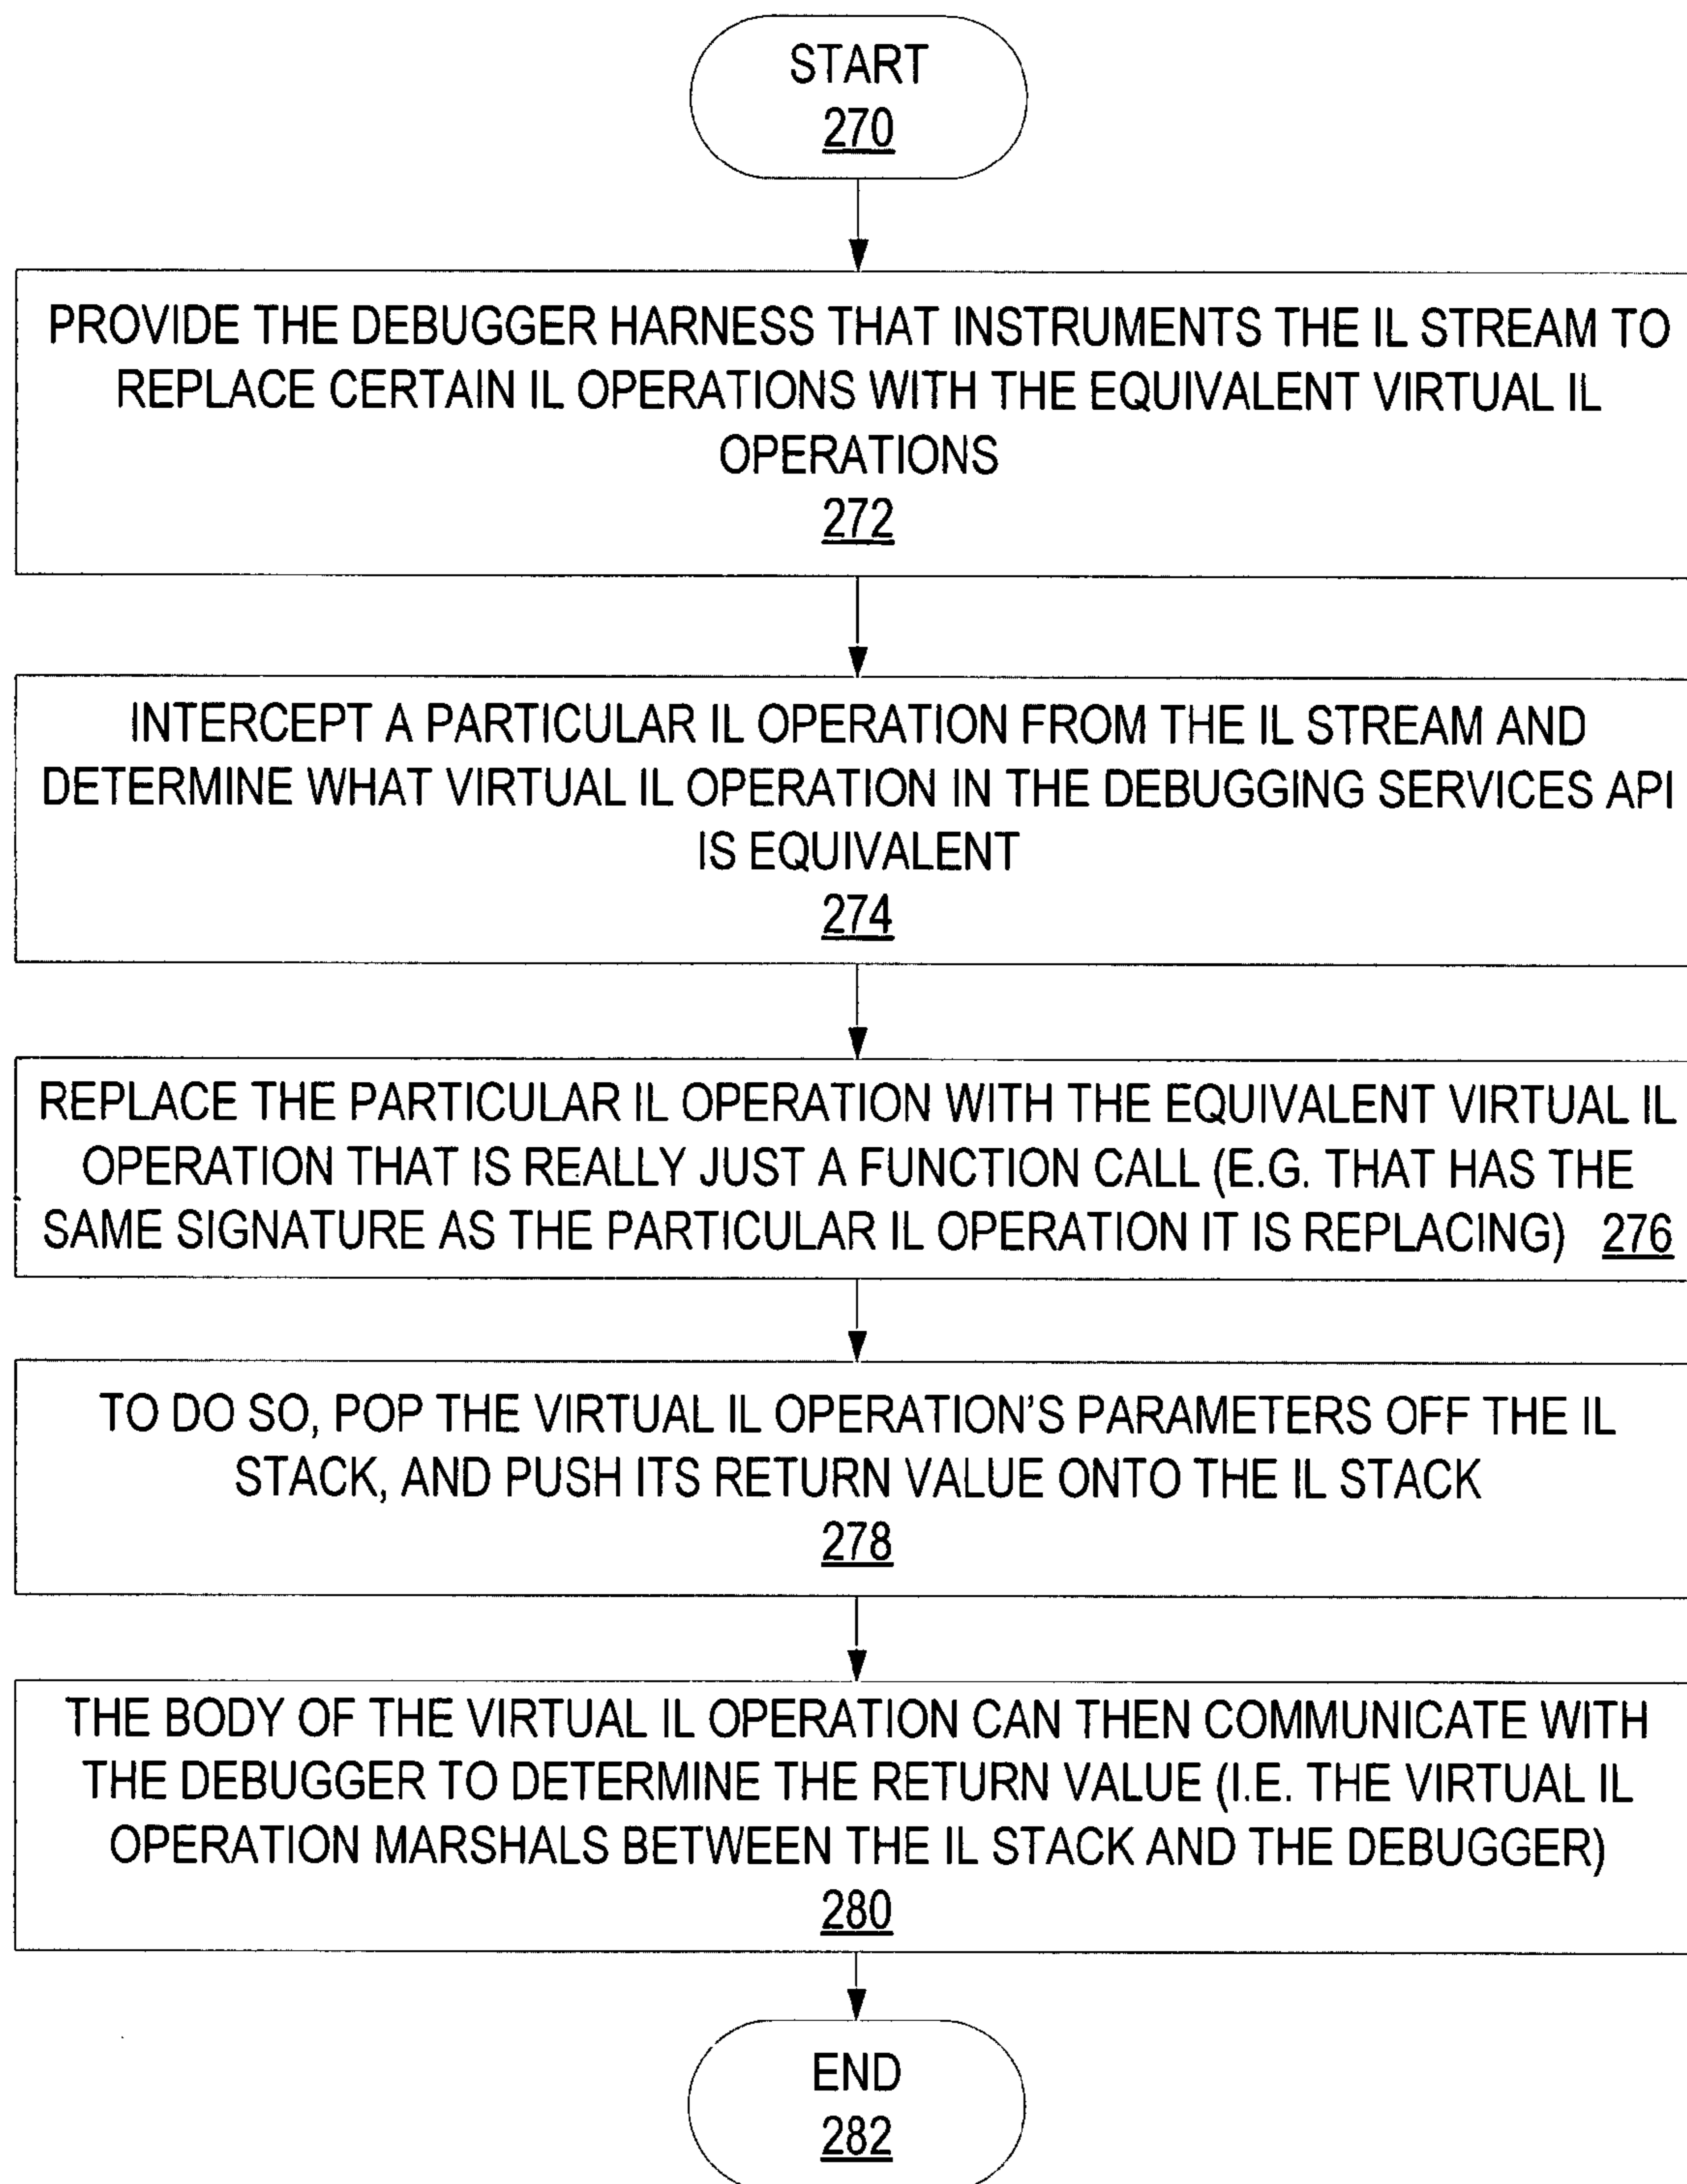 START
270
PROVIDE THE DEBUGGER HARNESS THAT INSTRUMENTS THE IL STREAM TO
REPLACE CERTAIN IL OPERATIONS WITH THE EQUIVALENT VIRTUAL IL
OPERATIONS
272
INTERCEPT A PARTICULAR IL OPERATION FROM THE IL STREAM AND
DETERMINE WHAT VIRTUAL IL OPERATION IN THE DEBUGGING SERVICES API
IS EQUIVALENT
274
REPLACE THE PARTICULAR IL OPERATION WITH THE EQUIVALENT VIRTUAL IL
OPERATION THAT IS REALLY JUST A FUNCTION CALL (E.G. THAT HAS THE
SAME SIGNATURE AS THE PARTICULAR IL OPERATION IT IS REPLACING) 276
TO DO SO, POP THE VIRTUAL IL OPERATION'S PARAMETERS OFF THE IL
STACK, AND PUSH ITS RETURN VALUE ONTO THE IL STACK
278
THE BODY OF THE VIRTUAL IL OPERATION CAN THEN COMMUNICATE WITH
THE DEBUGGER TO DETERMINE THE RETURN VALUE (I.E. THE VIRTUAL IL
OPERATION MARSHALS BETWEEN THE IL STACK AND THE DEBUGGER)
280
END
282